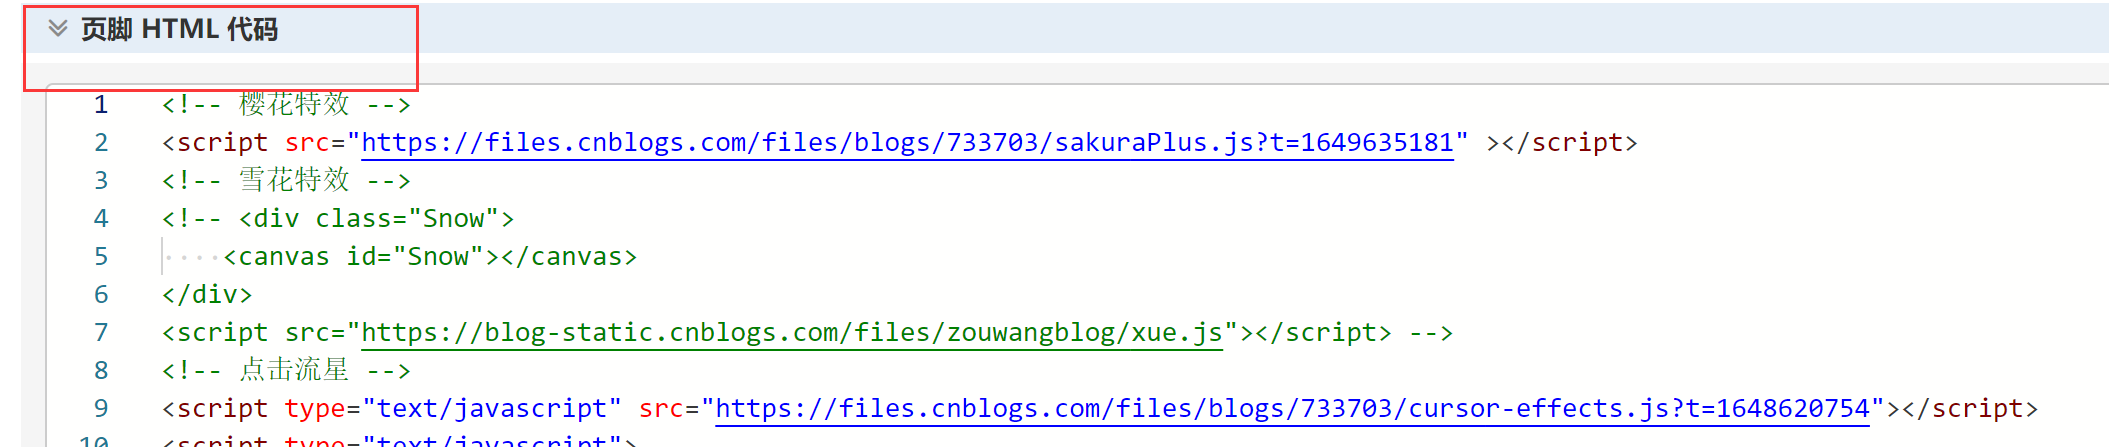 页脚 HTML 代码
1 <!-- 樱花特效 -->
2 <script src="https://files.cnblogs.com/files/blogs/733703/sakuraPlus.js?t=1649635181" ></script>
3 <!-- 雪花特效 -->
4 <!-- <div class="Snow">
5 ····<canvas id="Snow"></canvas>
6 </div>
7 <script src="https://blog-static.cnblogs.com/files/zouwangblog/xue.js"></script> -->
8 <!-- 点击流星 -->
9 <script type="text/javascript" src="https://files.cnblogs.com/files/blogs/733703/cursor-effects.js?t=1648620754"></script>
10 <script type="text/javascript">